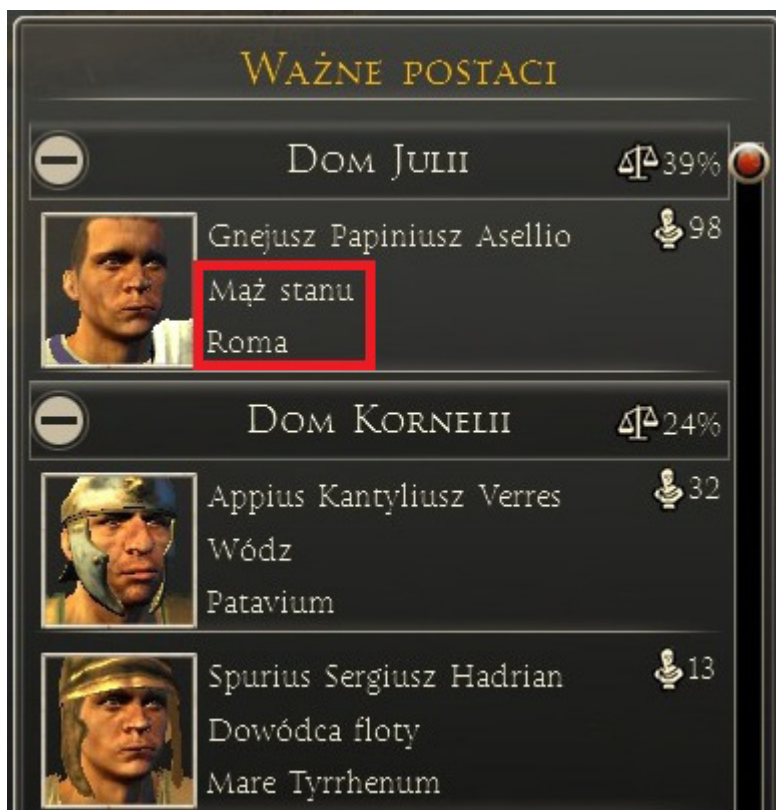 Ważne postaci
Dom Julii 39%
Gnejusz Papiniusz Asellio 98
Mąż stanu
Roma
Dom Kornelii 24%
Appius Kantyliusz Verres 32
Wódz
Patavium
Spurius Sergiusz Hadrian 13
Dowódca floty
Mare Tyrrhenum